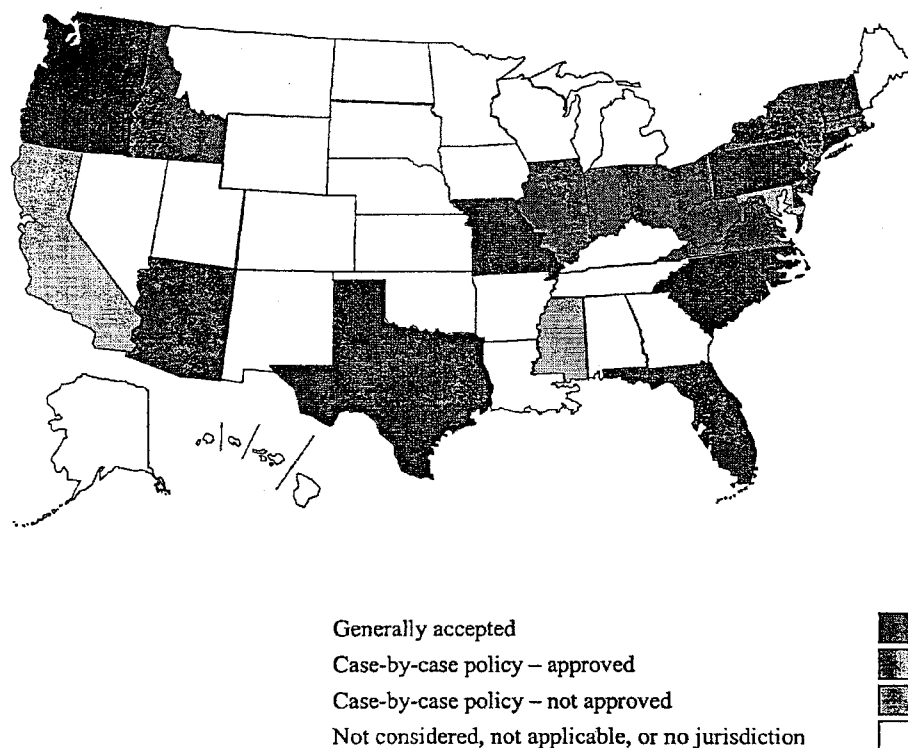 Generally accepted
Case-by-case policy – approved
Case-by-case policy – not approved
Not considered, not applicable, or no jurisdiction